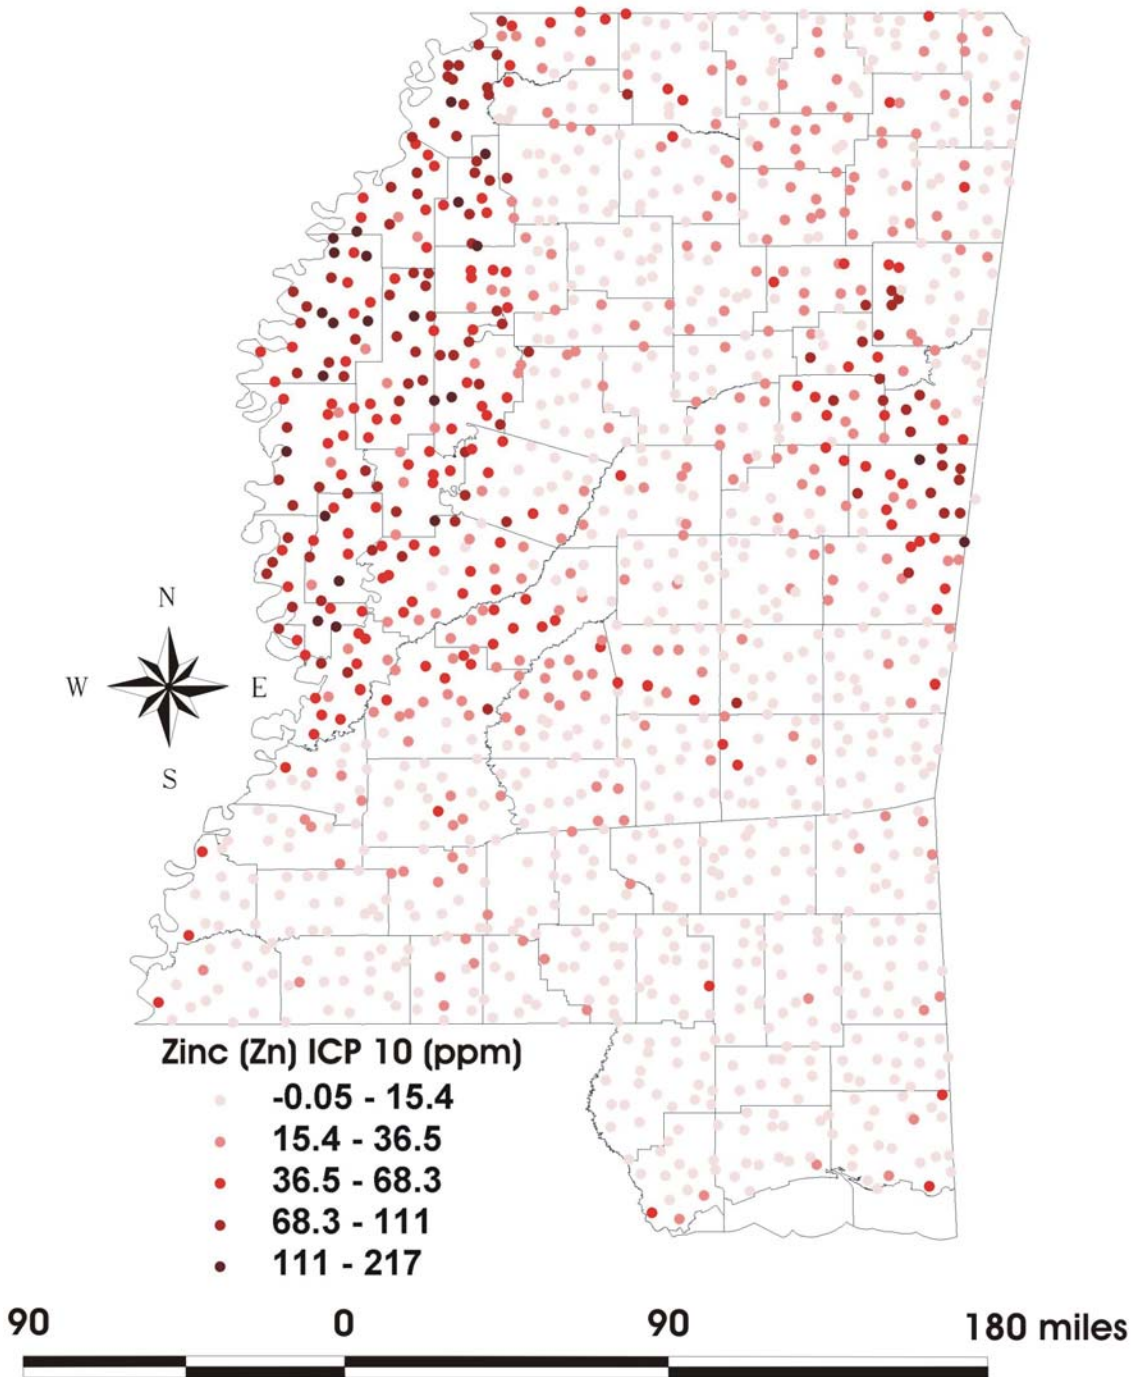 N
W E
S
Zinc (Zn) ICP 10 (ppm)
-0.05 - 15.4
15.4 - 36.5
36.5 - 68.3
68.3 - 111
111 - 217
90 0 90 180 miles